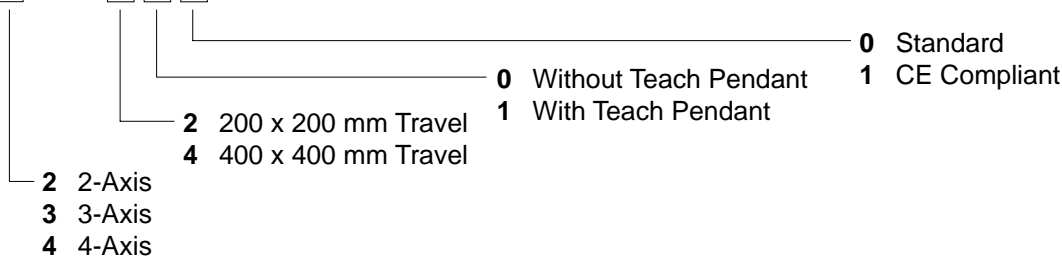 0 Standard
0 Without Teach Pendant 1 CE Compliant
1 With Teach Pendant
2 200 x 200 mm Travel
4 400 x 400 mm Travel
2 2-Axis
3 3-Axis
4 4-Axis